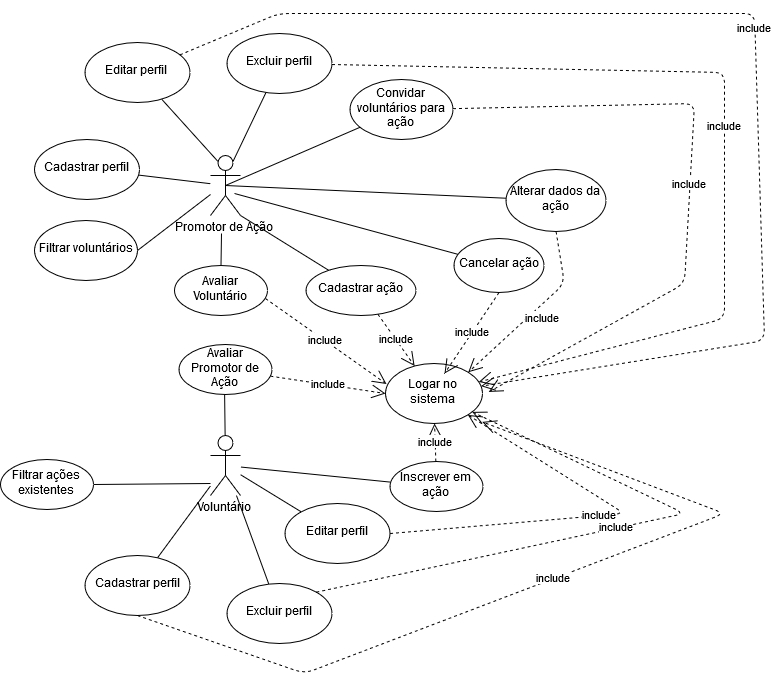 include
Editar perfil
Excluir perfil
Convidar
voluntários para
ação
include
Cadastrar perfil
include
Alterar dados da
ação
Promotor de Ação
Filtrar voluntários
Cancelar ação
Avaliar
Voluntário
Cadastrar ação
include
include
include
include
Avaliar
Promotor de
Ação
include
Logar no
sistema
include
Filtrar ações
existentes
Inscrever em
ação
Voluntário
include
include
Editar perfil
include
Cadastrar perfil
Excluir perfil